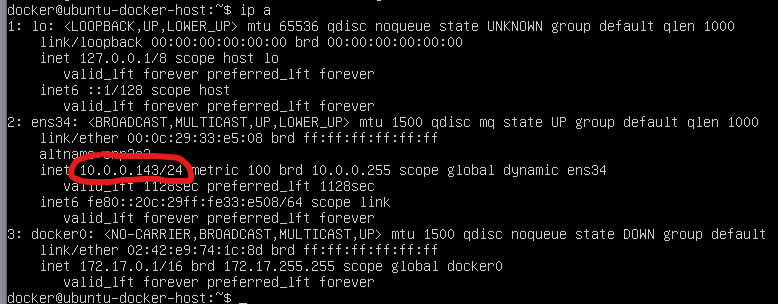 docker@ubuntu-docker-host:~$ ip a
1: lo: <LOOPBACK,UP,LOWER_UP> mtu 65536 qdisc noqueue state UNKNOWN group default qlen 1000
link/loopback 00:00:00:00:00:00 brd 00:00:00:00:00:00
inet 127.0.0.1/8 scope host lo
valid_lft forever preferred_lft forever
inet6 ::1/128 scope host
valid_lft forever preferred_lft forever
2: ens34: <BROADCAST,MULTICAST,UP,LOWER_UP> mtu 1500 qdisc mq state UP group default qlen 1000
link/ether 00:0c:29:33:e5:08 brd ff:ff:ff:ff:ff:ff
altname
inet 10.0.0.143/24 metric 100 brd 10.0.0.255 scope global dynamic ens34
valid_lft 1128sec preferred_lft 1128sec
inet6 fe80::20c:29ff:fe33:e508/64 scope link
valid_lft forever preferred_lft forever
3: docker0: <NO-CARRIER,BROADCAST,MULTICAST,UP> mtu 1500 qdisc noqueue state DOWN group default
link/ether 02:42:e9:74:1c:8d brd ff:ff:ff:ff:ff:ff
inet 172.17.0.1/16 brd 172.17.255.255 scope global docker0
valid_lft forever preferred_lft forever
docker@ubuntu-docker-host:~$ _